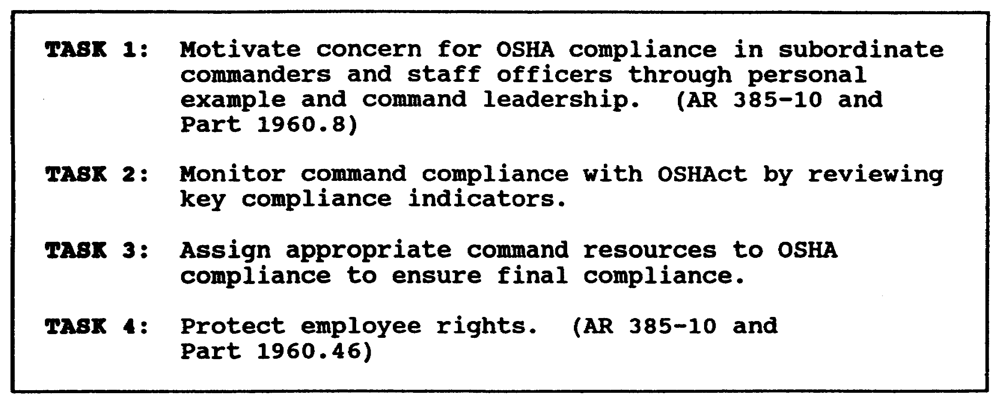 TASK 1: Motivate concern for OSHA compliance in subordinate
commanders and staff officers through personal
example and command leadership. (AR 385-10 and
Part 1960.8)
TASK 2: Monitor command compliance with OSHAct by reviewing
key compliance indicators.
TASK 3: Assign appropriate command resources to OSHA
compliance to ensure final compliance.
TASK 4: Protect employee rights. (AR 385-10 and
Part 1960.46)